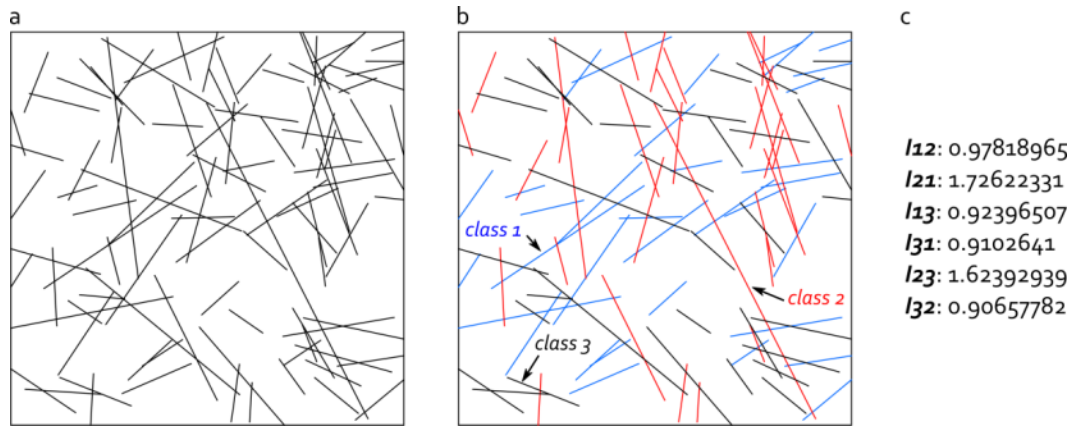 a
b
c
class 1
class 2
class 3
l12: 0.97818965
l21: 1.72622331
l13: 0.92396507
l31: 0.9102641
l23: 1.62392939
l32: 0.90657782